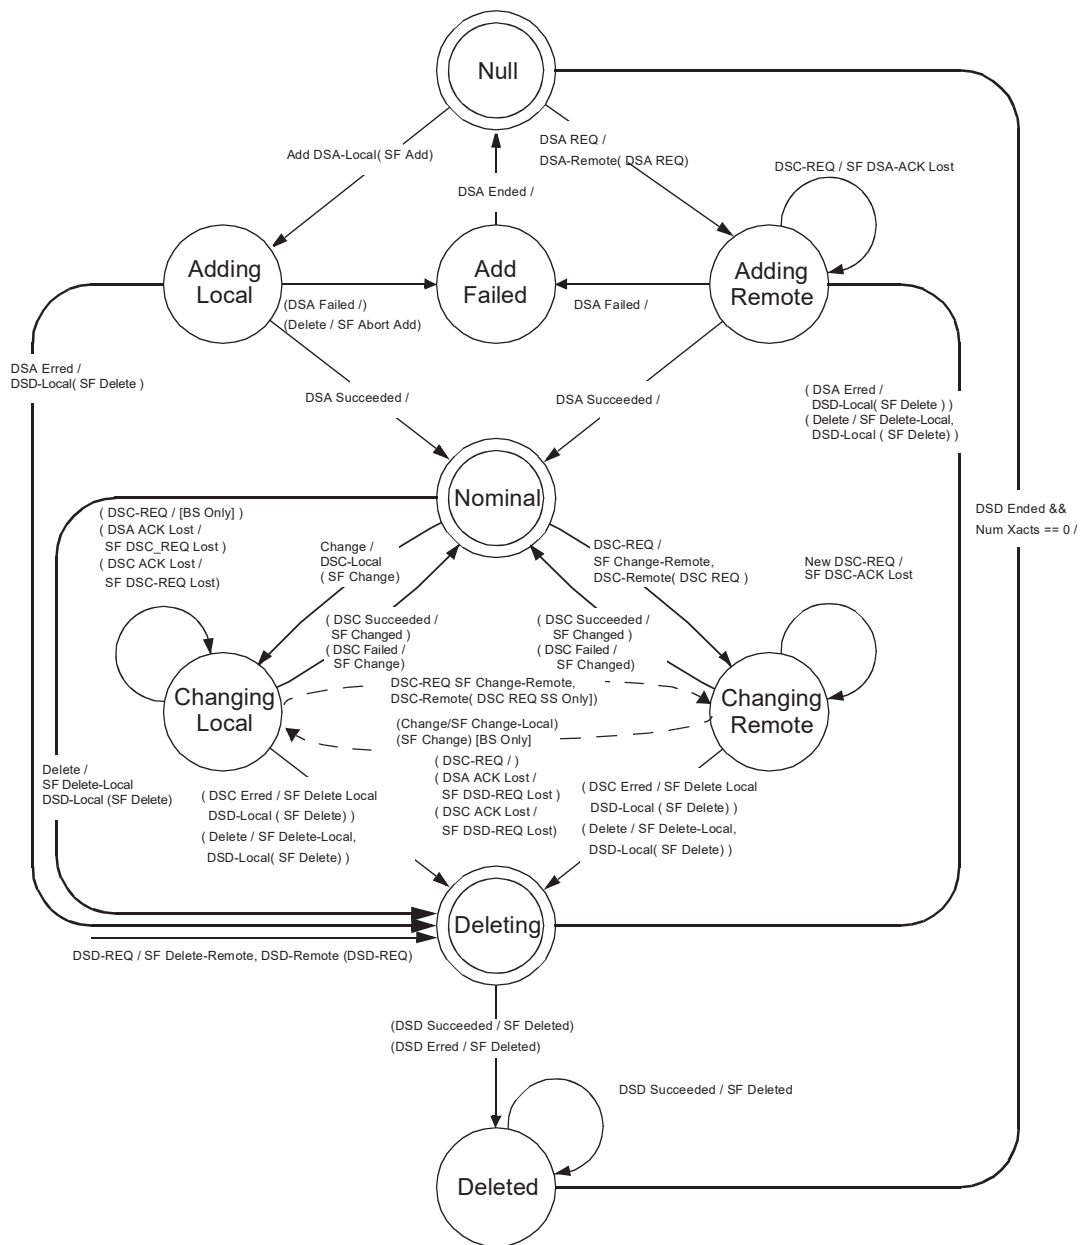 Null
Add DSA-Local( SF Add)
DSA REQ /
DSA-Remote( DSA REQ)
DSC-REQ / SF DSA-ACK Lost
DSA Ended /
Adding
Local
Add
Failed
Adding
Remote
(DSA Failed /)
(Delete / SF Abort Add)
DSA Failed /
DSA Erred /
DSD-Local( SF Delete )
DSA Succeeded /
DSA Succeeded /
( DSA Erred /
DSD-Local( SF Delete ) )
( Delete / SF Delete-Local,
DSD-Local ( SF Delete) )
Nominal
DSD Ended &&
Num Xacts == 0 /
( DSC-REQ / [BS Only] )
( DSA ACK Lost /
SF DSC_REQ Lost )
( DSC ACK Lost /
SF DSC-REQ Lost)
Change /
DSC-Local
( SF Change)
DSC-REQ /
SF Change-Remote,
DSC-Remote( DSC REQ )
New DSC-REQ /
SF DSC-ACK Lost
( DSC Succeeded /
SF Changed )
( DSC Failed /
SF Change)
( DSC Succeeded /
SF Changed )
( DSC Failed /
SF Changed)
Changing
Local
DSC-REQ SF Change-Remote,
DSC-Remote( DSC REQ SS Only])
(Change/SF Change-Local)
(SF Change) [BS Only]
Changing
Remote
Delete /
SF Delete-Local
DSD-Local (SF Delete)
( DSC Erred / SF Delete Local
DSD-Local ( SF Delete) )
( Delete / SF Delete-Local,
DSD-Local( SF Delete) )
( DSC-REQ / )
( DSA ACK Lost /
SF DSD-REQ Lost )
( DSC ACK Lost /
SF DSD-REQ Lost)
( DSC Erred / SF Delete Local
DSD-Local ( SF Delete) )
( Delete / SF Delete-Local,
DSD-Local( SF Delete) )
Deleting
DSD-REQ / SF Delete-Remote, DSD-Remote (DSD-REQ)
(DSD Succeeded / SF Deleted)
(DSD Erred / SF Deleted)
DSD Succeeded / SF Deleted
Deleted